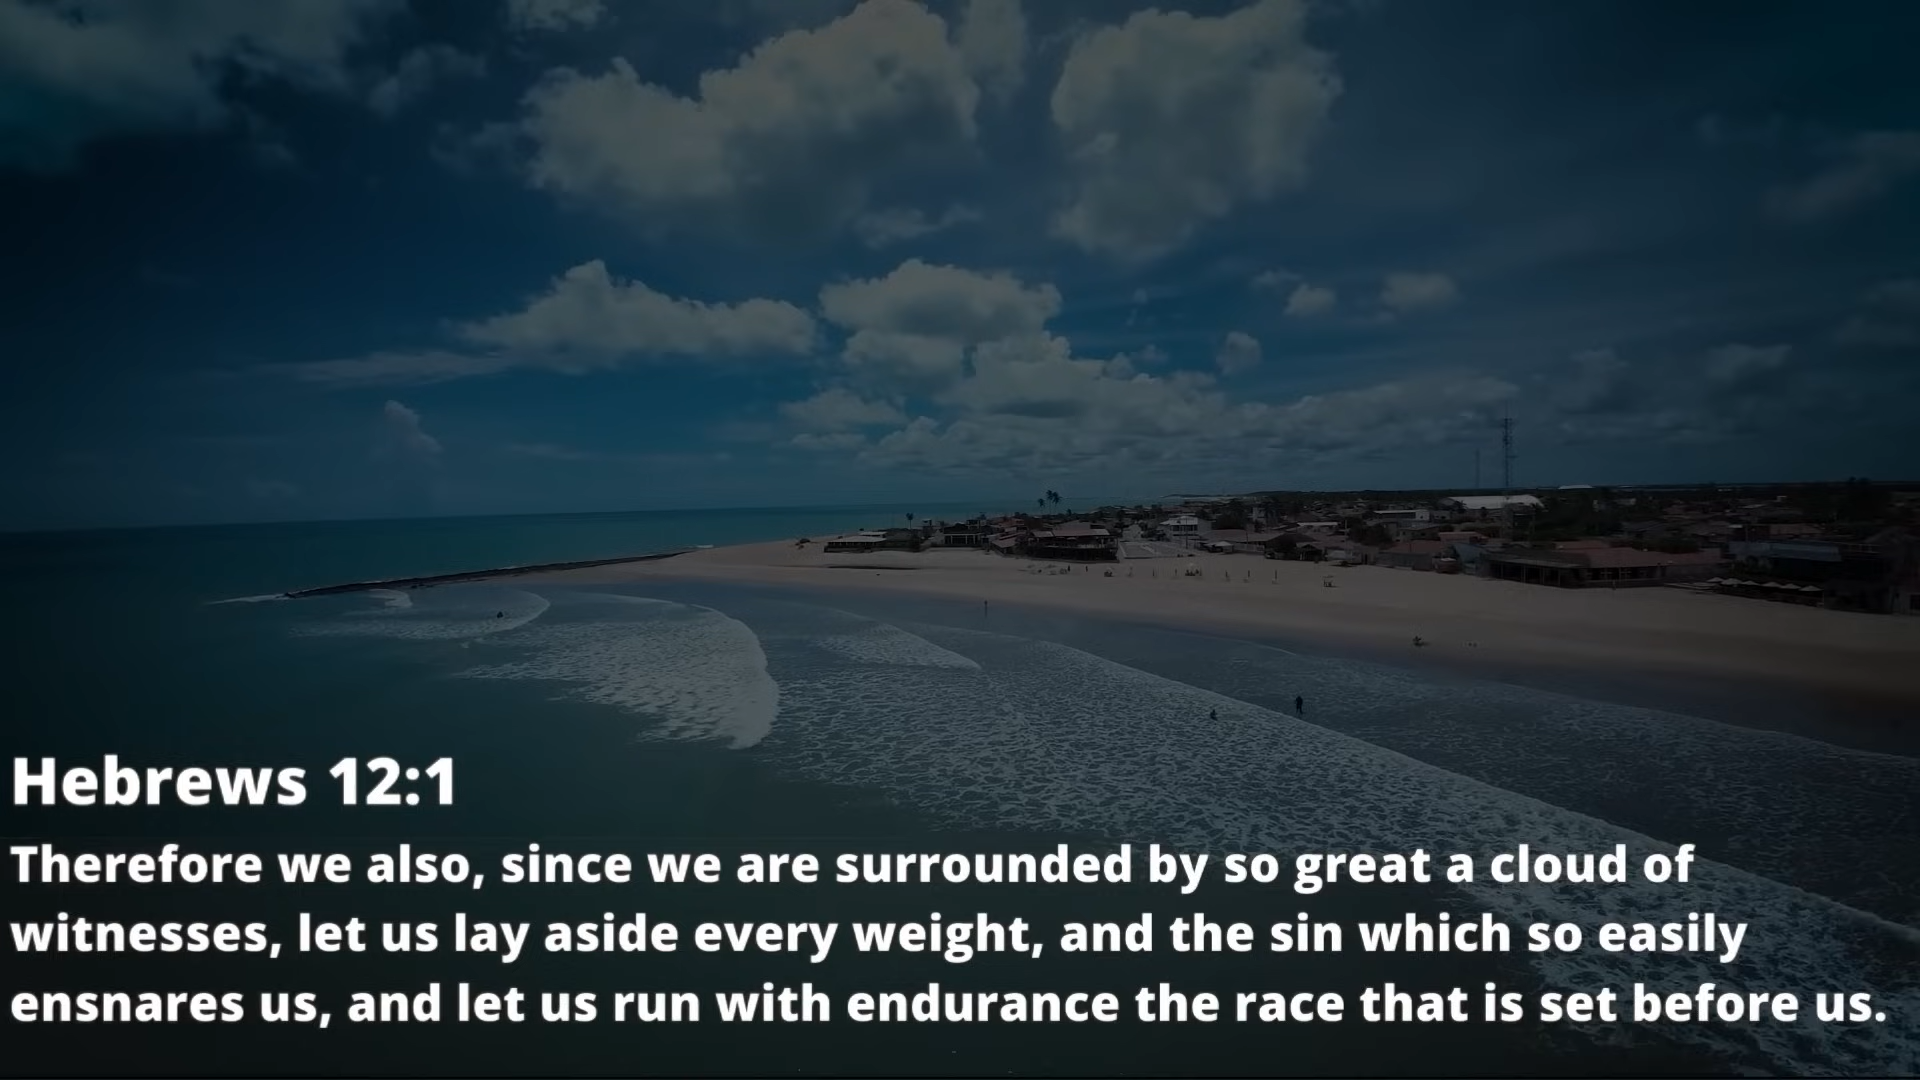 Hebrews 12:1
Therefore we also, since we are surrounded by so great a cloud of
witnesses, let us lay aside every weight, and the sin which so easily
ensnares us, and let us run with endurance the race that is set before us.